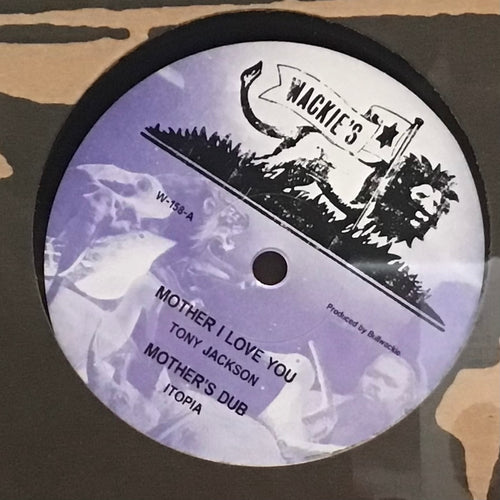 WACKIE'S
W-158-A
Produced by Bullwackie
MOTHER I LOVE YOU
TONY JACKSON
MOTHER'S DUB
ITOPIA